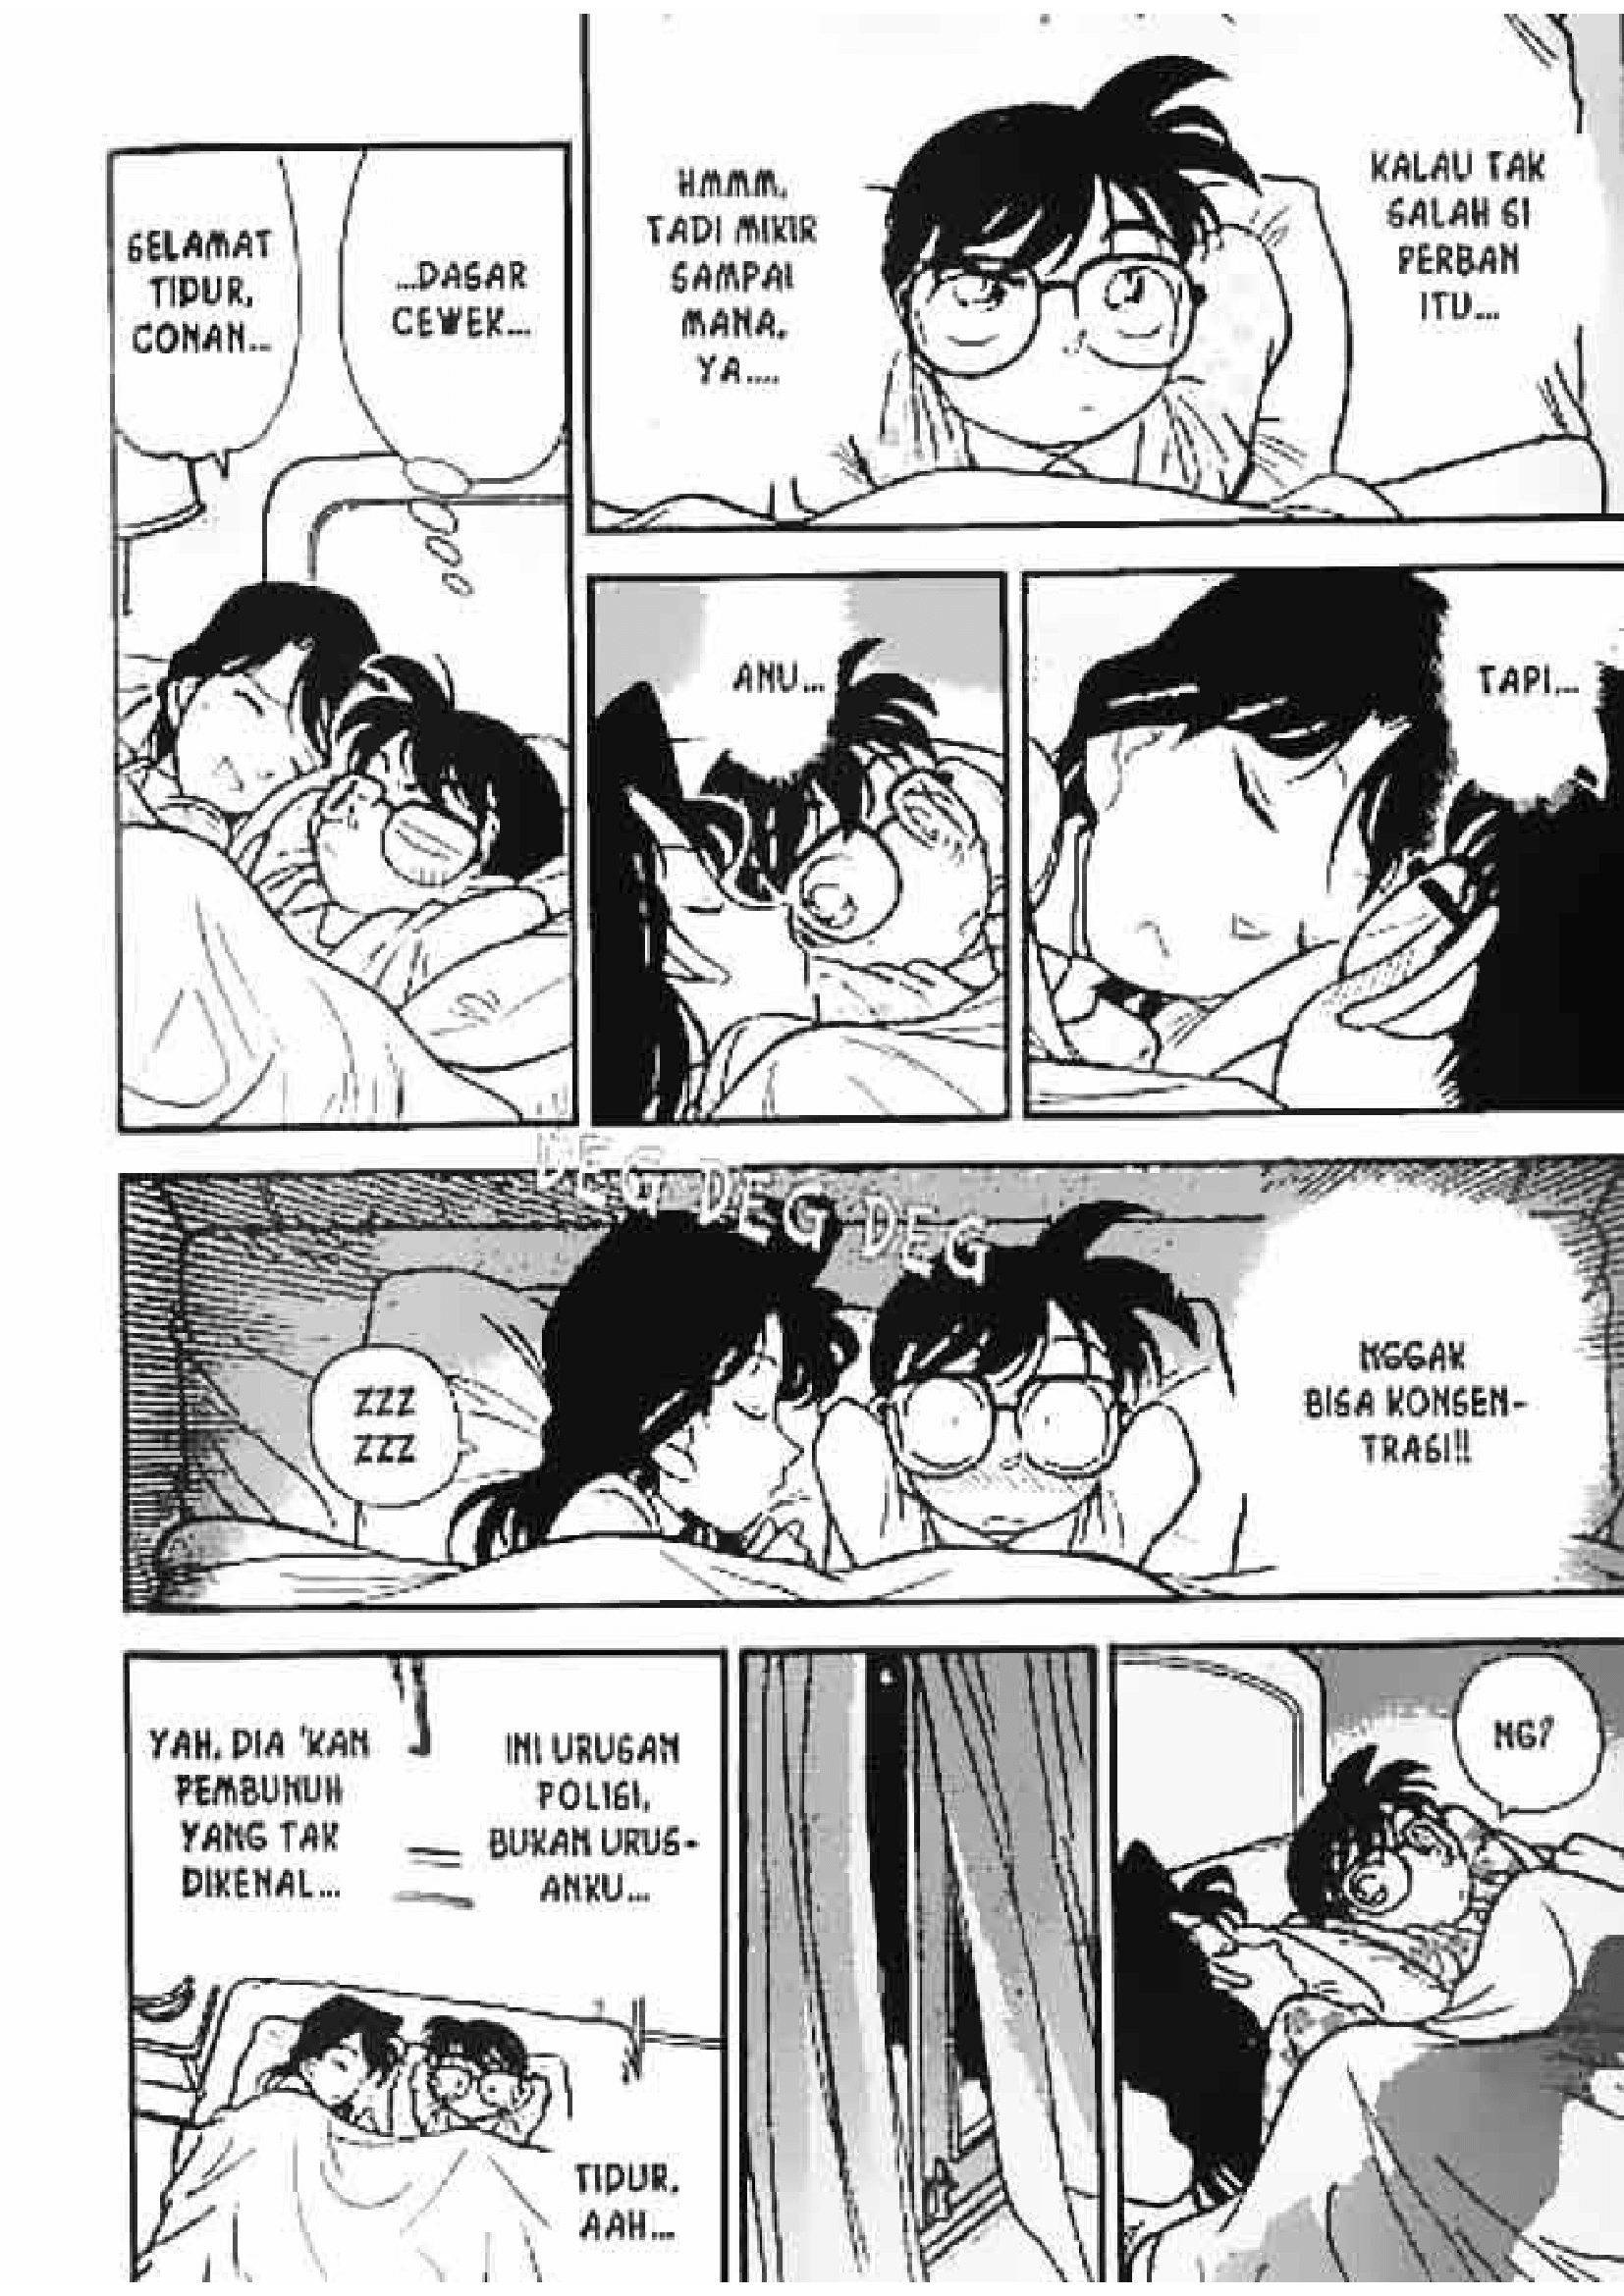 KALAU TAK
SALAH SI
PERBAN
ITU...
HMMM,
TADI MIKIR
SAMPAI
MANA,
YA....
...DASAR
CEWEK...
SELAMAT
TIDUR,
CONAN...
TAPI...
ANU...
DEG DEG DEG
NGGAK
BISA KONSEN-
TRASI!!
ZZZ
ZZZ
NG?
INI URUSAN
POLISI,
BUKAN URUS-
ANKU...
YAH, DIA 'KAN
PEMBUNUH
YANG TAK
DIKENAL...
TIDUR,
AAH...